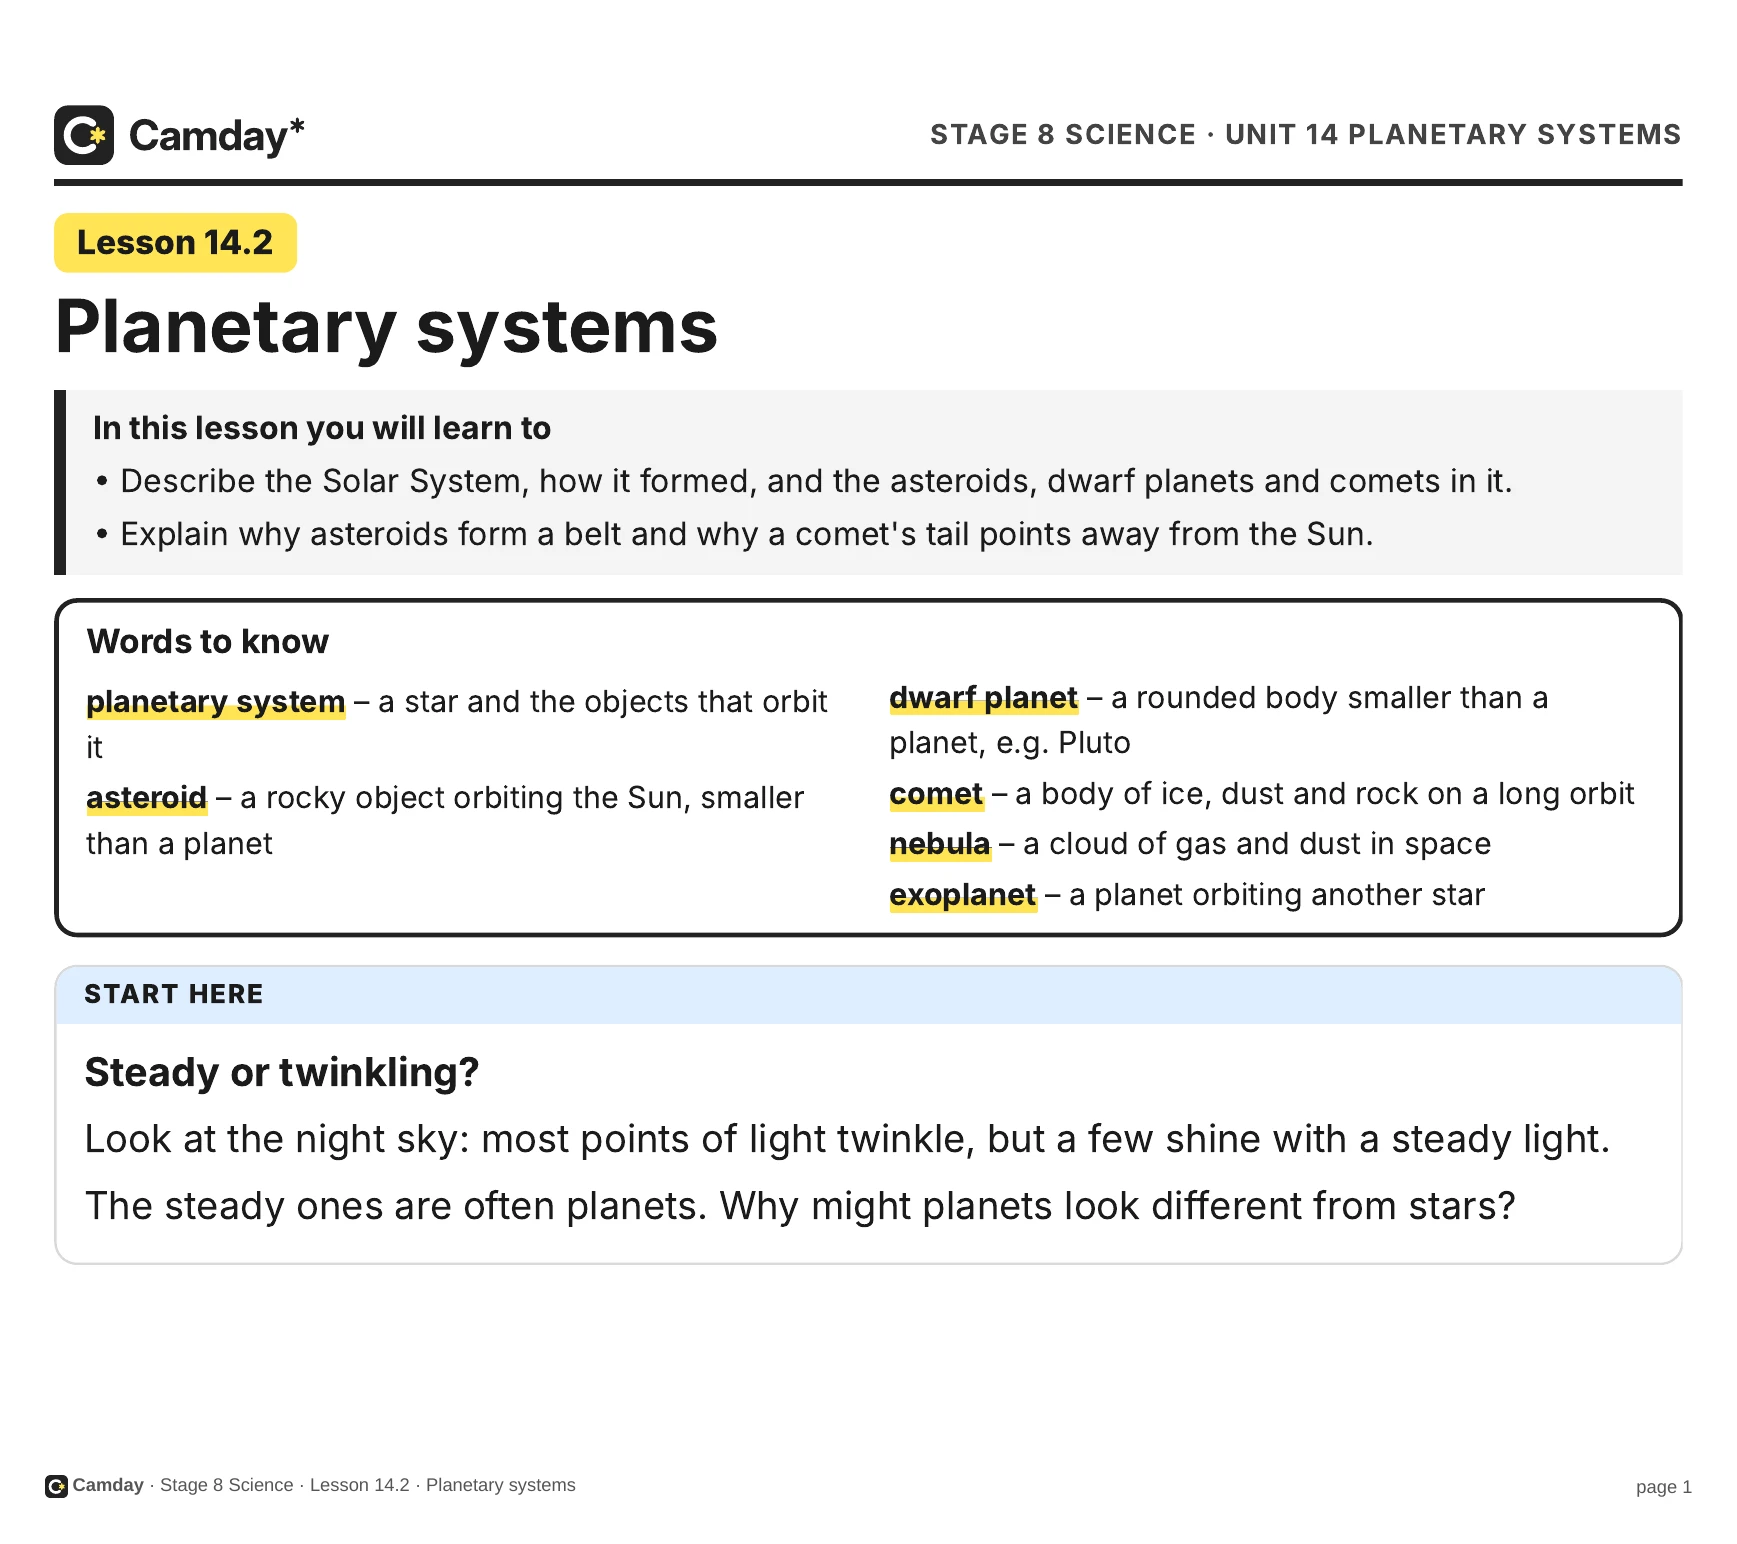 Camday*
STAGE 8 SCIENCE · UNIT 14 PLANETARY SYSTEMS
Lesson 14.2
Planetary systems
In this lesson you will learn to
• Describe the Solar System, how it formed, and the asteroids, dwarf planets and comets in it.
• Explain why asteroids form a belt and why a comet's tail points away from the Sun.
Words to know
planetary system – a star and the objects that orbit
it
asteroid – a rocky object orbiting the Sun, smaller
than a planet
dwarf planet – a rounded body smaller than a
planet, e.g. Pluto
comet – a body of ice, dust and rock on a long orbit
nebula – a cloud of gas and dust in space
exoplanet – a planet orbiting another star
START HERE
Steady or twinkling?
Look at the night sky: most points of light twinkle, but a few shine with a steady light.
The steady ones are often planets. Why might planets look different from stars?
Camday · Stage 8 Science · Lesson 14.2 · Planetary systems
page 1